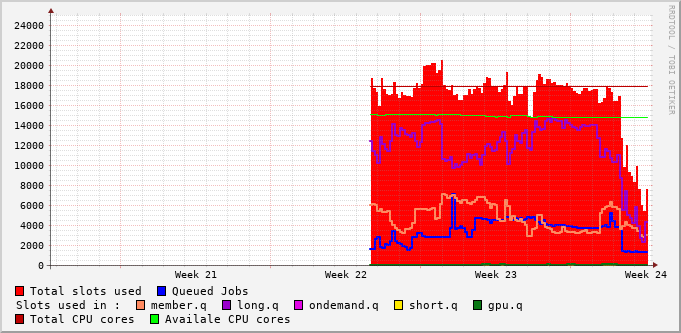 24000
22000
20000
18000
16000
14000
12000
10000
8000
6000
4000
2000
0
Week 21 Week 22 Week 23 Week 24
Total slots used Queued Jobs
Slots used in : member.q long.q ondemand.q short.q gpu.q
Total CPU cores Availale CPU cores
RRDTOOL / TOBI OETIKER